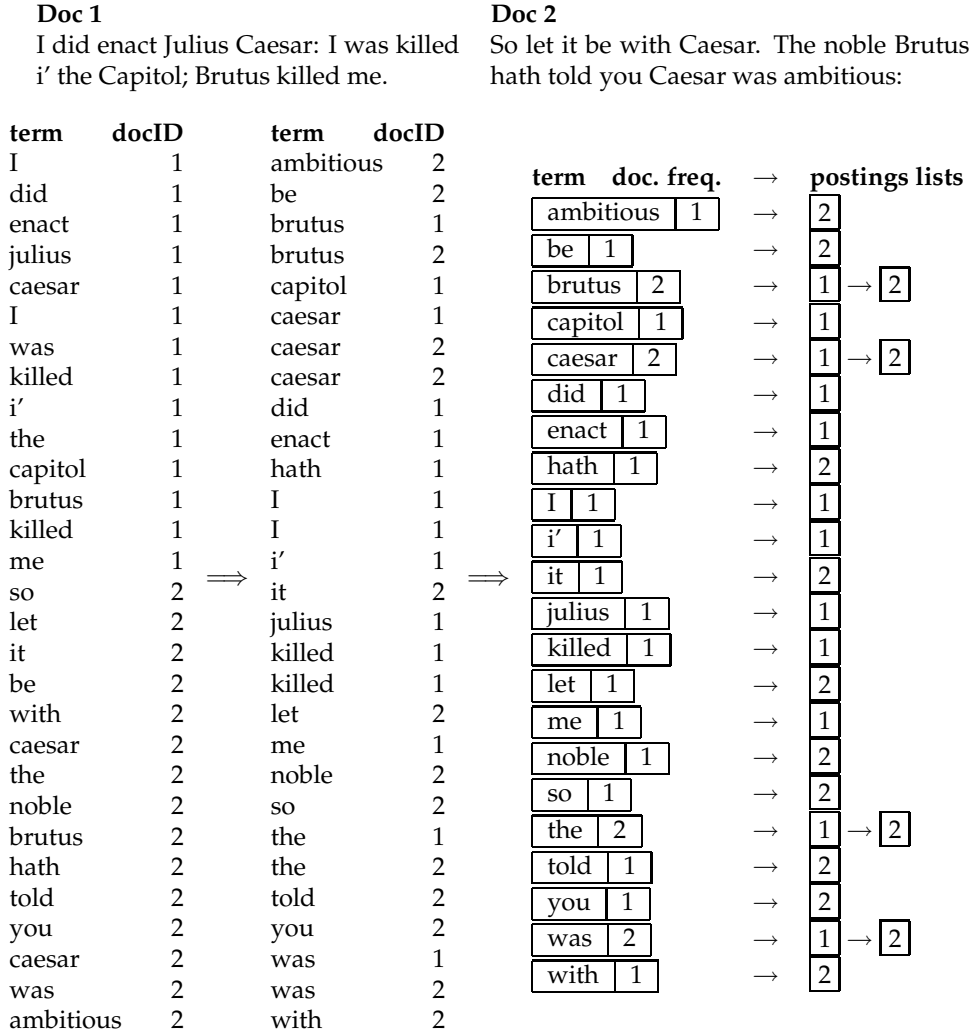 Doc 1
I did enact Julius Caesar: I was killed
i’ the Capitol; Brutus killed me.
Doc 2
So let it be with Caesar. The noble Brutus
hath told you Caesar was ambitious:
term docID
I 1
did 1
enact 1
julius 1
caesar 1
I 1
was 1
killed 1
i’ 1
the 1
capitol 1
brutus 1
killed 1
me 1
so 2
let 2
it 2
be 2
with 2
caesar 2
the 2
noble 2
brutus 2
hath 2
told 2
you 2
caesar 2
was 2
ambitious 2
⟹
term docID
ambitious 2
be 2
brutus 1
brutus 2
capitol 1
caesar 1
caesar 2
caesar 2
did 1
enact 1
hath 1
I 1
I 1
i’ 1
it 2
julius 1
killed 1
killed 1
let 2
me 1
noble 2
so 2
the 1
the 2
told 2
you 2
was 1
was 2
with 2
⟹
term doc. freq. → postings lists
ambitious 1 → 2
be 1 → 2
brutus 2 → 1 → 2
capitol 1 → 1
caesar 2 → 1 → 2
did 1 → 1
enact 1 → 1
hath 1 → 2
I 1 → 1
i’ 1 → 1
it 1 → 2
julius 1 → 1
killed 1 → 1
let 1 → 2
me 1 → 1
noble 1 → 2
so 1 → 2
the 2 → 1 → 2
told 1 → 2
you 1 → 2
was 2 → 1 → 2
with 1 → 2